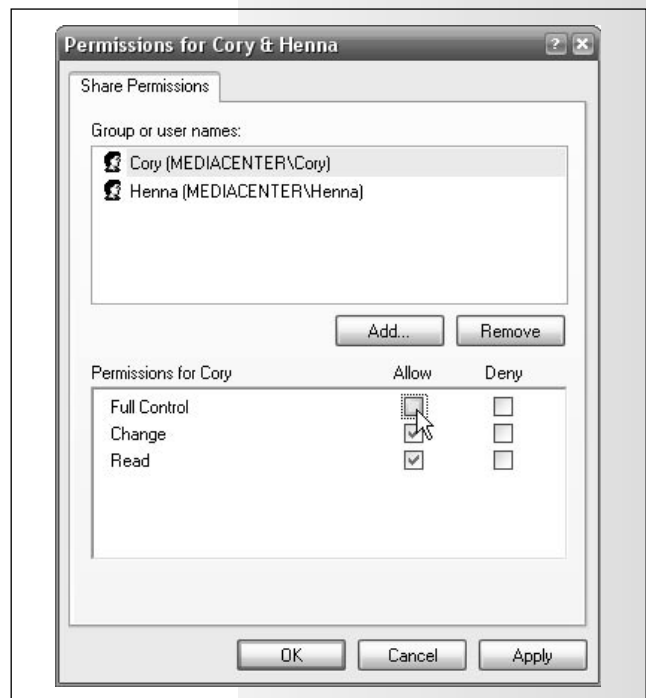 Permissions for Cory & Henna
Share Permissions
Group or user names:
Cory (MEDIACENTER\Cory)
Henna (MEDIACENTER\Henna)
Add... Remove
Permissions for Cory Allow Deny
Full Control
Change
Read
OK Cancel Apply